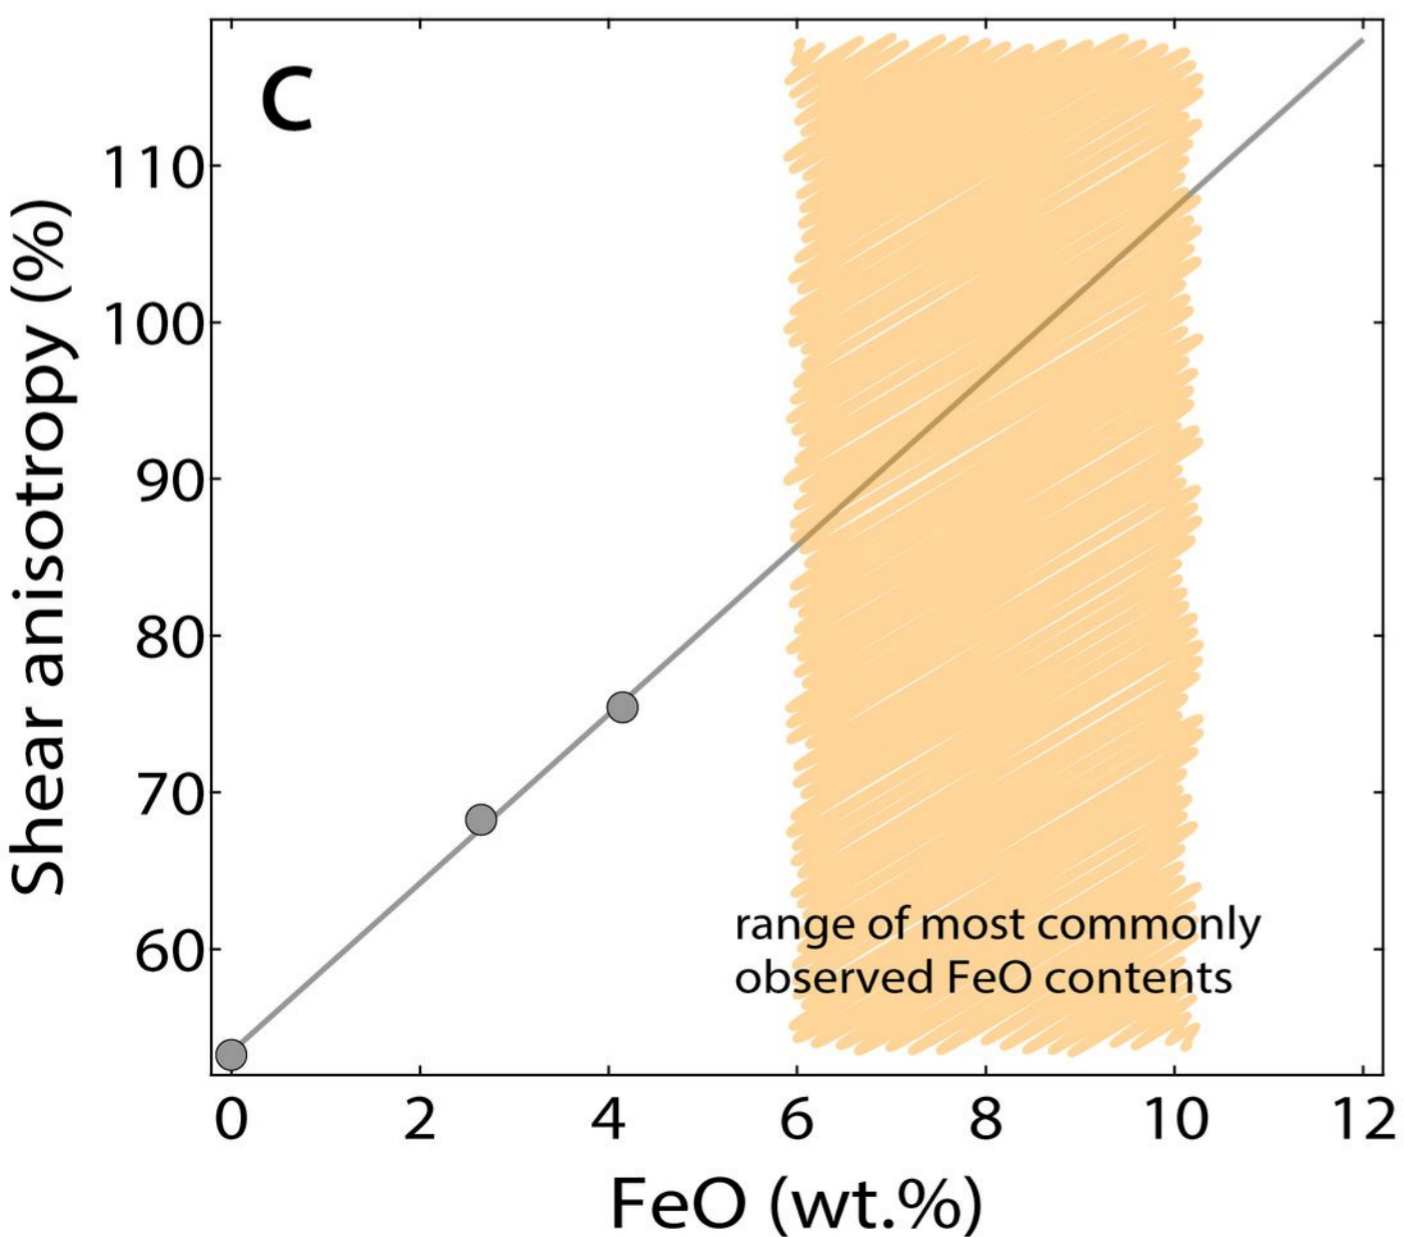 C
110
100
90
80
70
60
Shear anisotropy (%)
range of most commonly
observed FeO contents
0 2 4 6 8 10 12
FeO (wt.%)